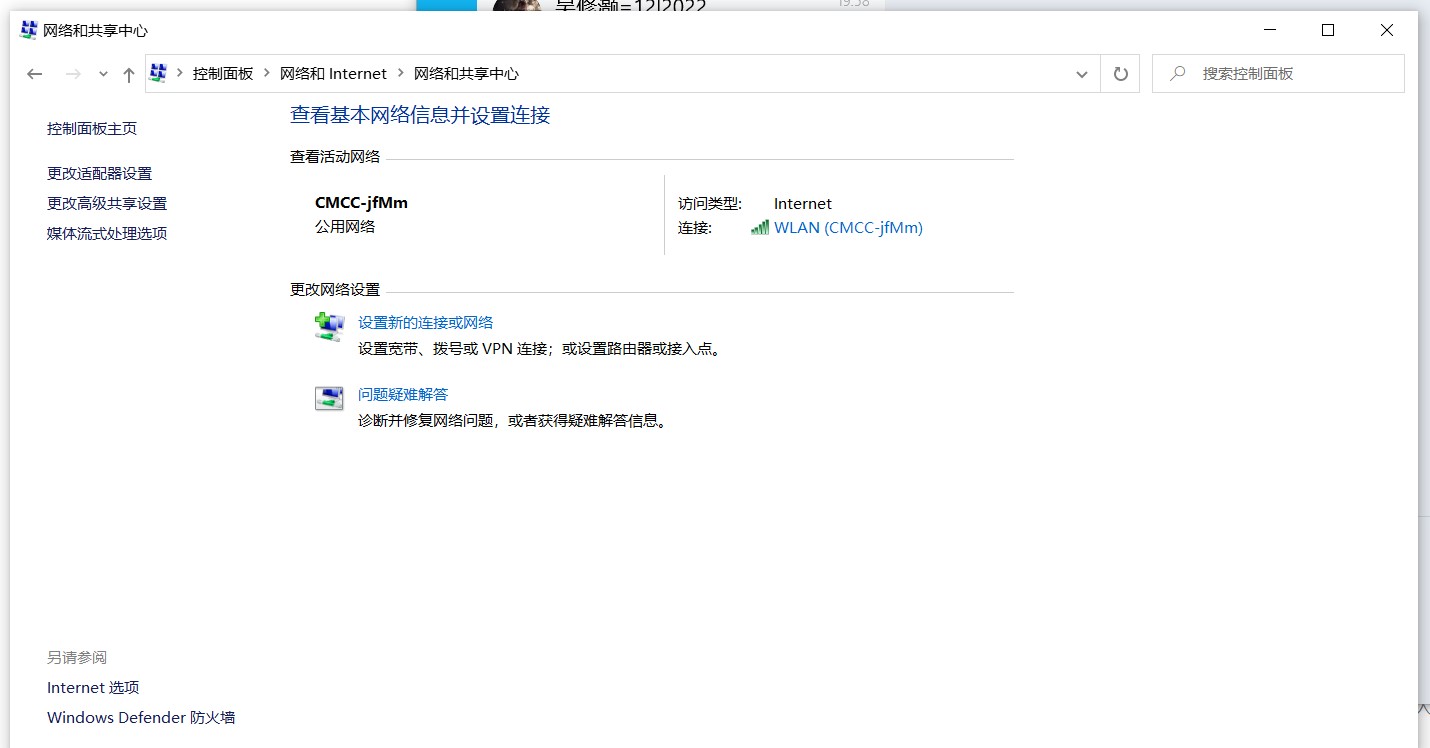 19:58
网络和共享中心
控制面板 网络和 Internet 网络和共享中心
搜索控制面板
查看基本网络信息并设置连接
控制面板主页
更改适配器设置
更改高级共享设置
媒体流式处理选项
查看活动网络
CMCC-jfMm
公用网络
访问类型: Internet
连接: WLAN (CMCC-jfMm)
更改网络设置
设置新的连接或网络
设置宽带、拨号或 VPN 连接；或设置路由器或接入点。
问题疑难解答
诊断并修复网络问题，或者获得疑难解答信息。
另请参阅
Internet 选项
Windows Defender 防火墙